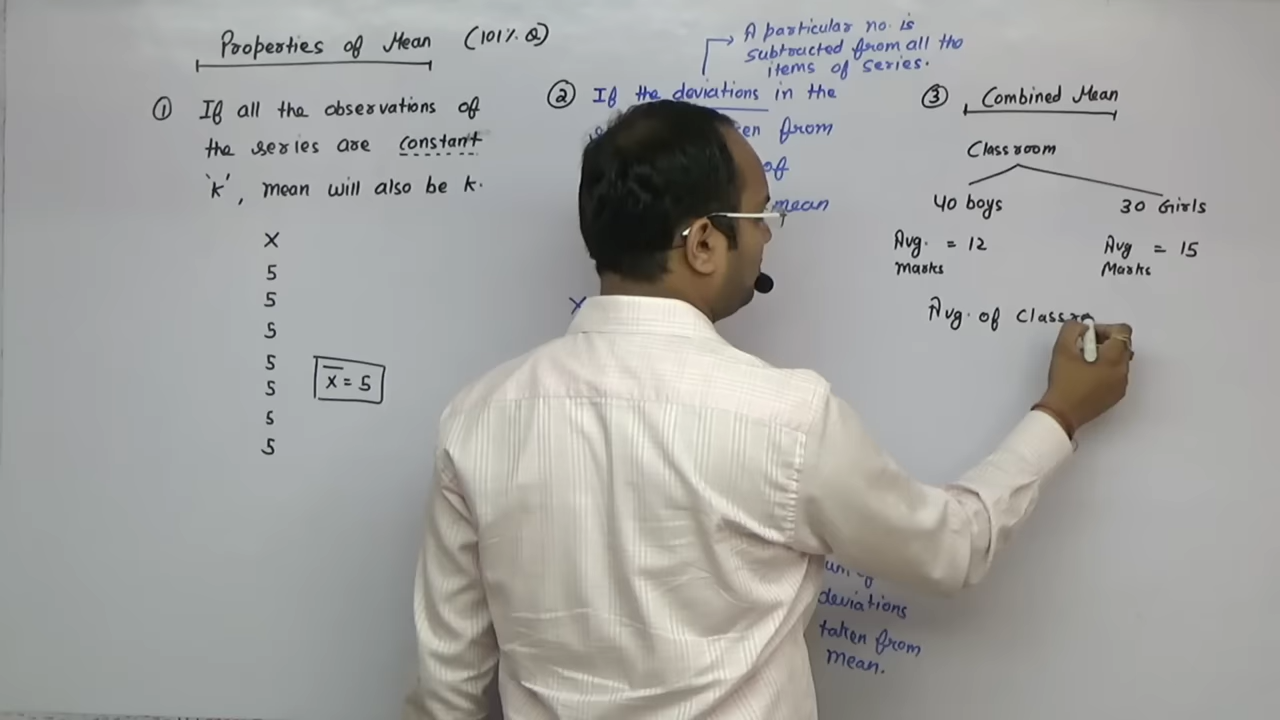 Properties of Mean (101% Q)
① If all the observations of
the series are constant
'k', mean will also be k.
X
5
5
5
5
5
5
5
X̅ = 5
A particular no. is
subtracted from all the
items of series.
② If the deviations in the
from
of
mean
X
deviations
taken from
mean.
③ Combined Mean
Classroom
40 boys
30 Girls
Avg. = 12
Marks
Avg = 15
Marks
Avg. of Classro